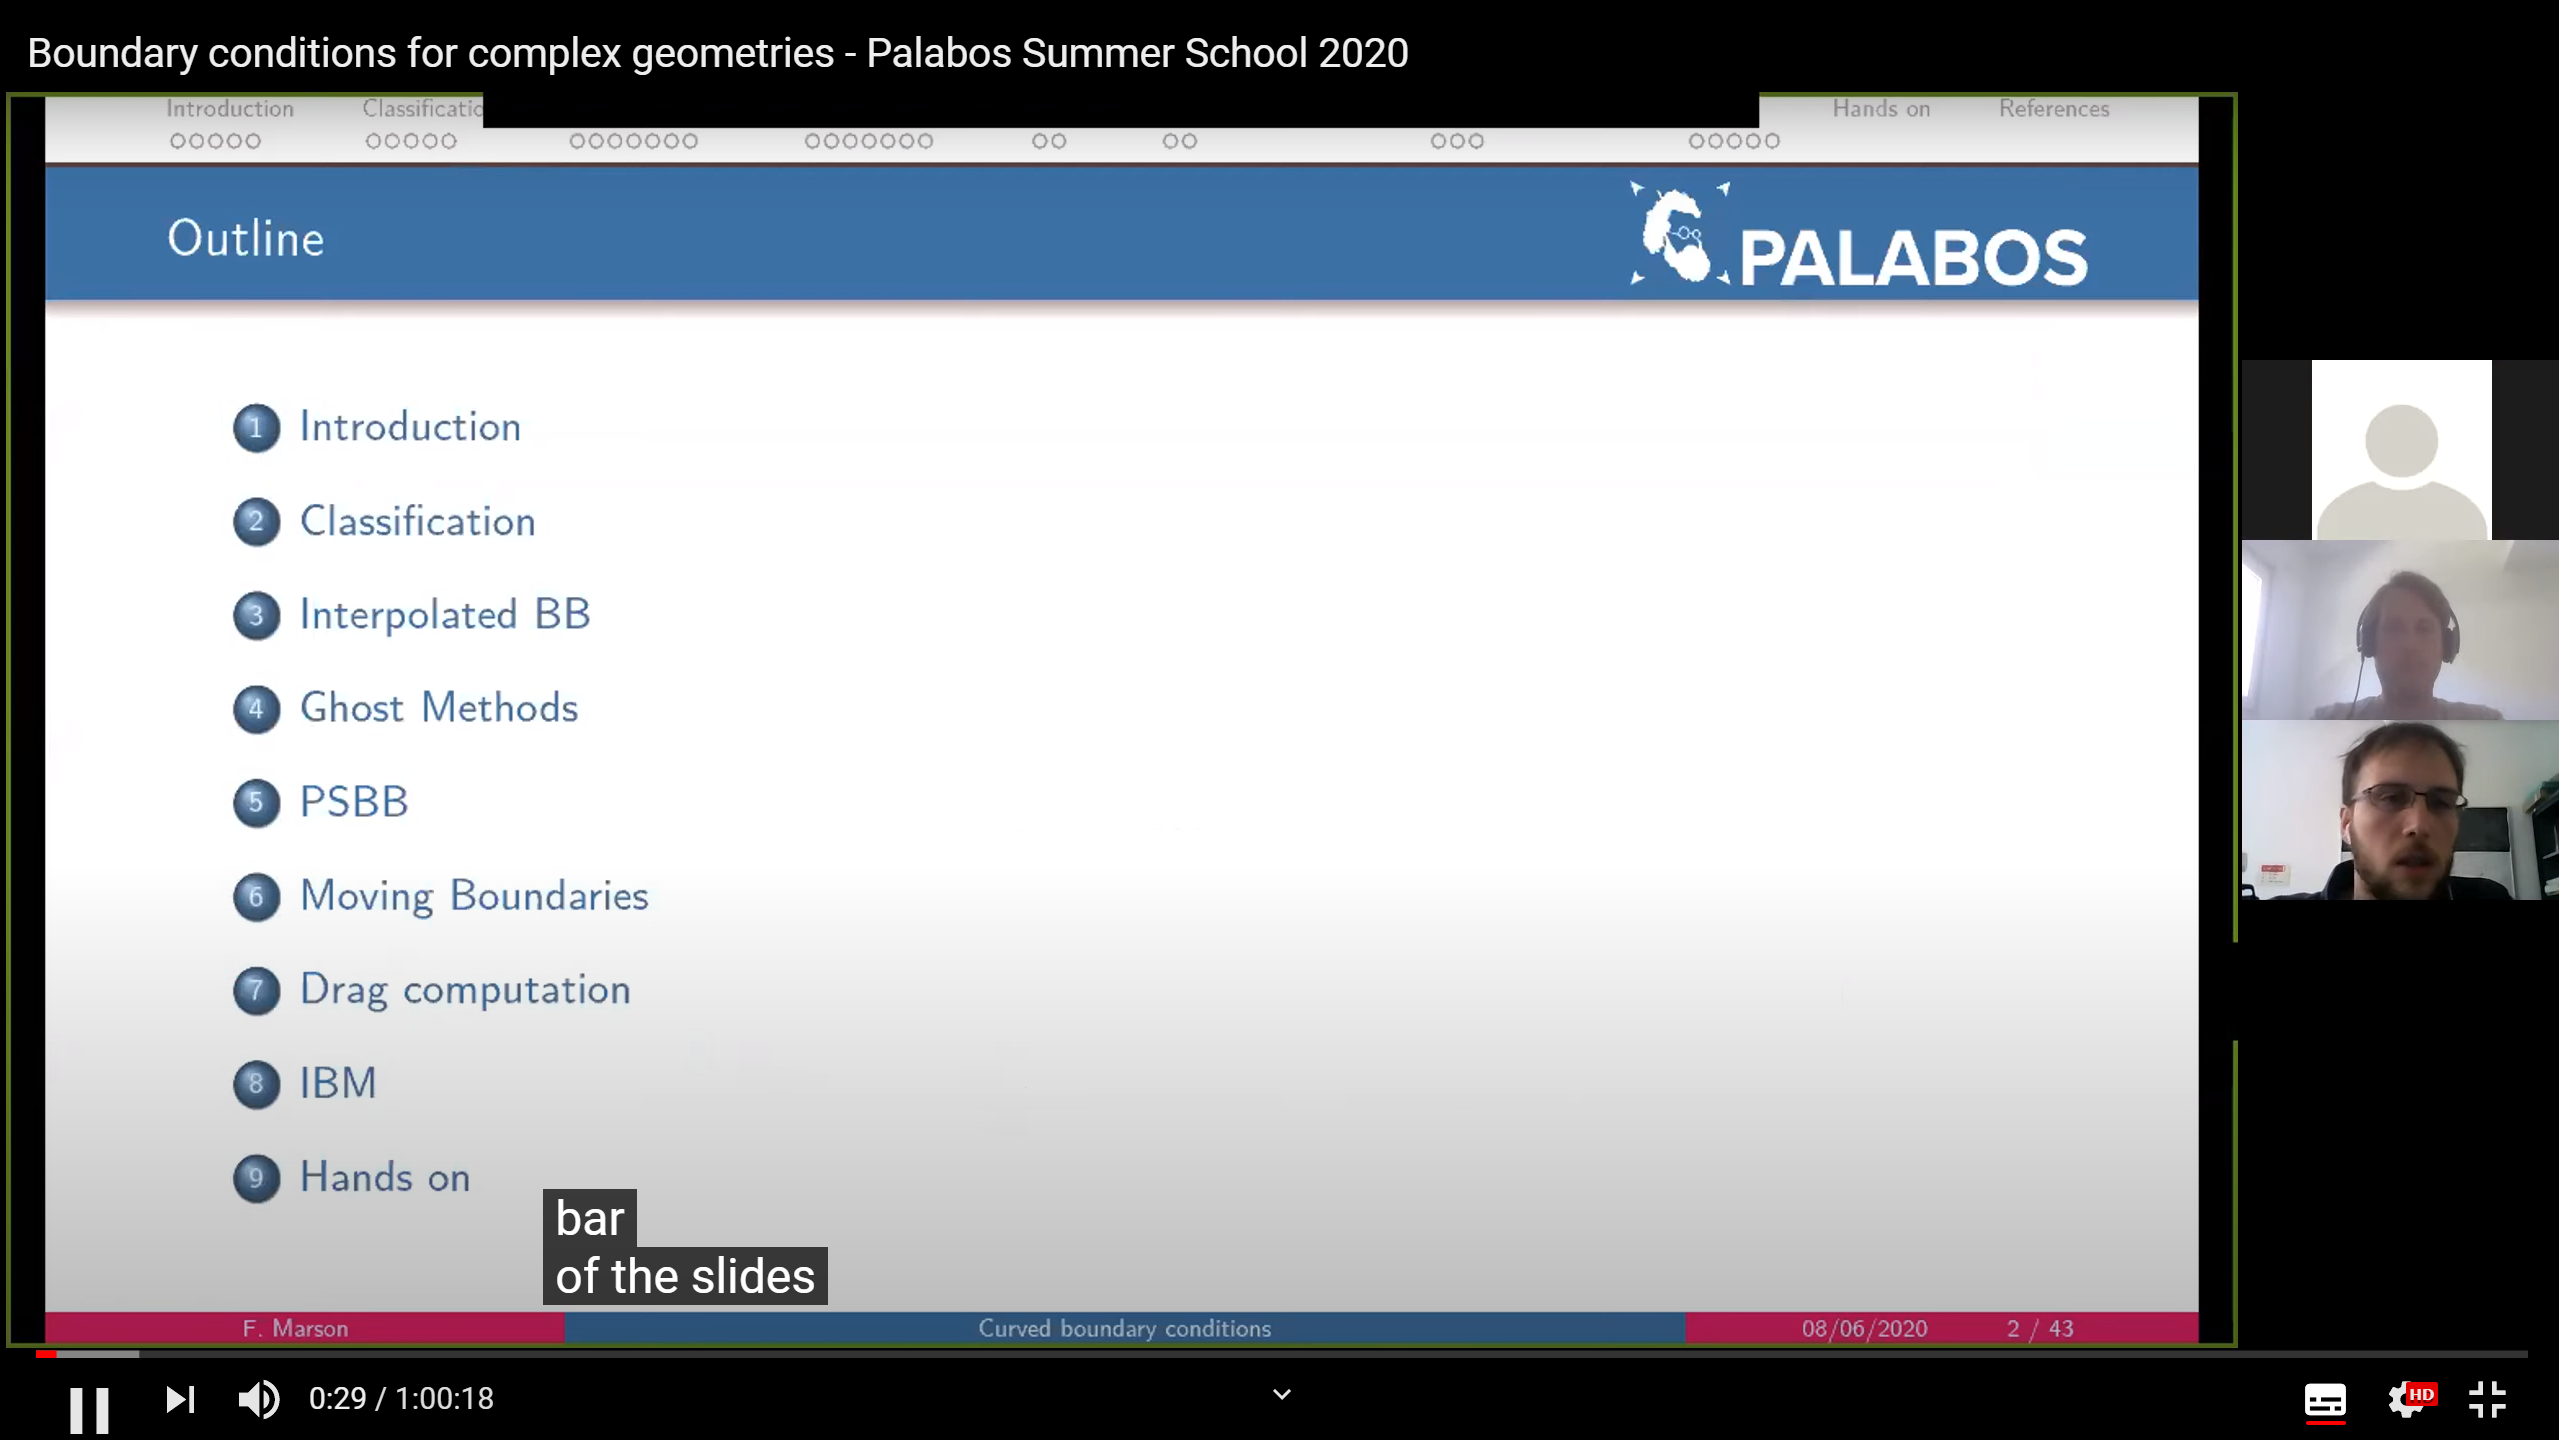 Boundary conditions for complex geometries - Palabos Summer School 2020
Introduction Hands on References
Outline
PALABOS
1 Introduction
2 Classification
3 Interpolated BB
4 Ghost Methods
5 PSBB
6 Moving Boundaries
7 Drag computation
8 IBM
9 Hands on
bar
of the slides
F. Marson Curved boundary conditions 08/06/2020 2 / 43
0:29 / 1:00:18
HD